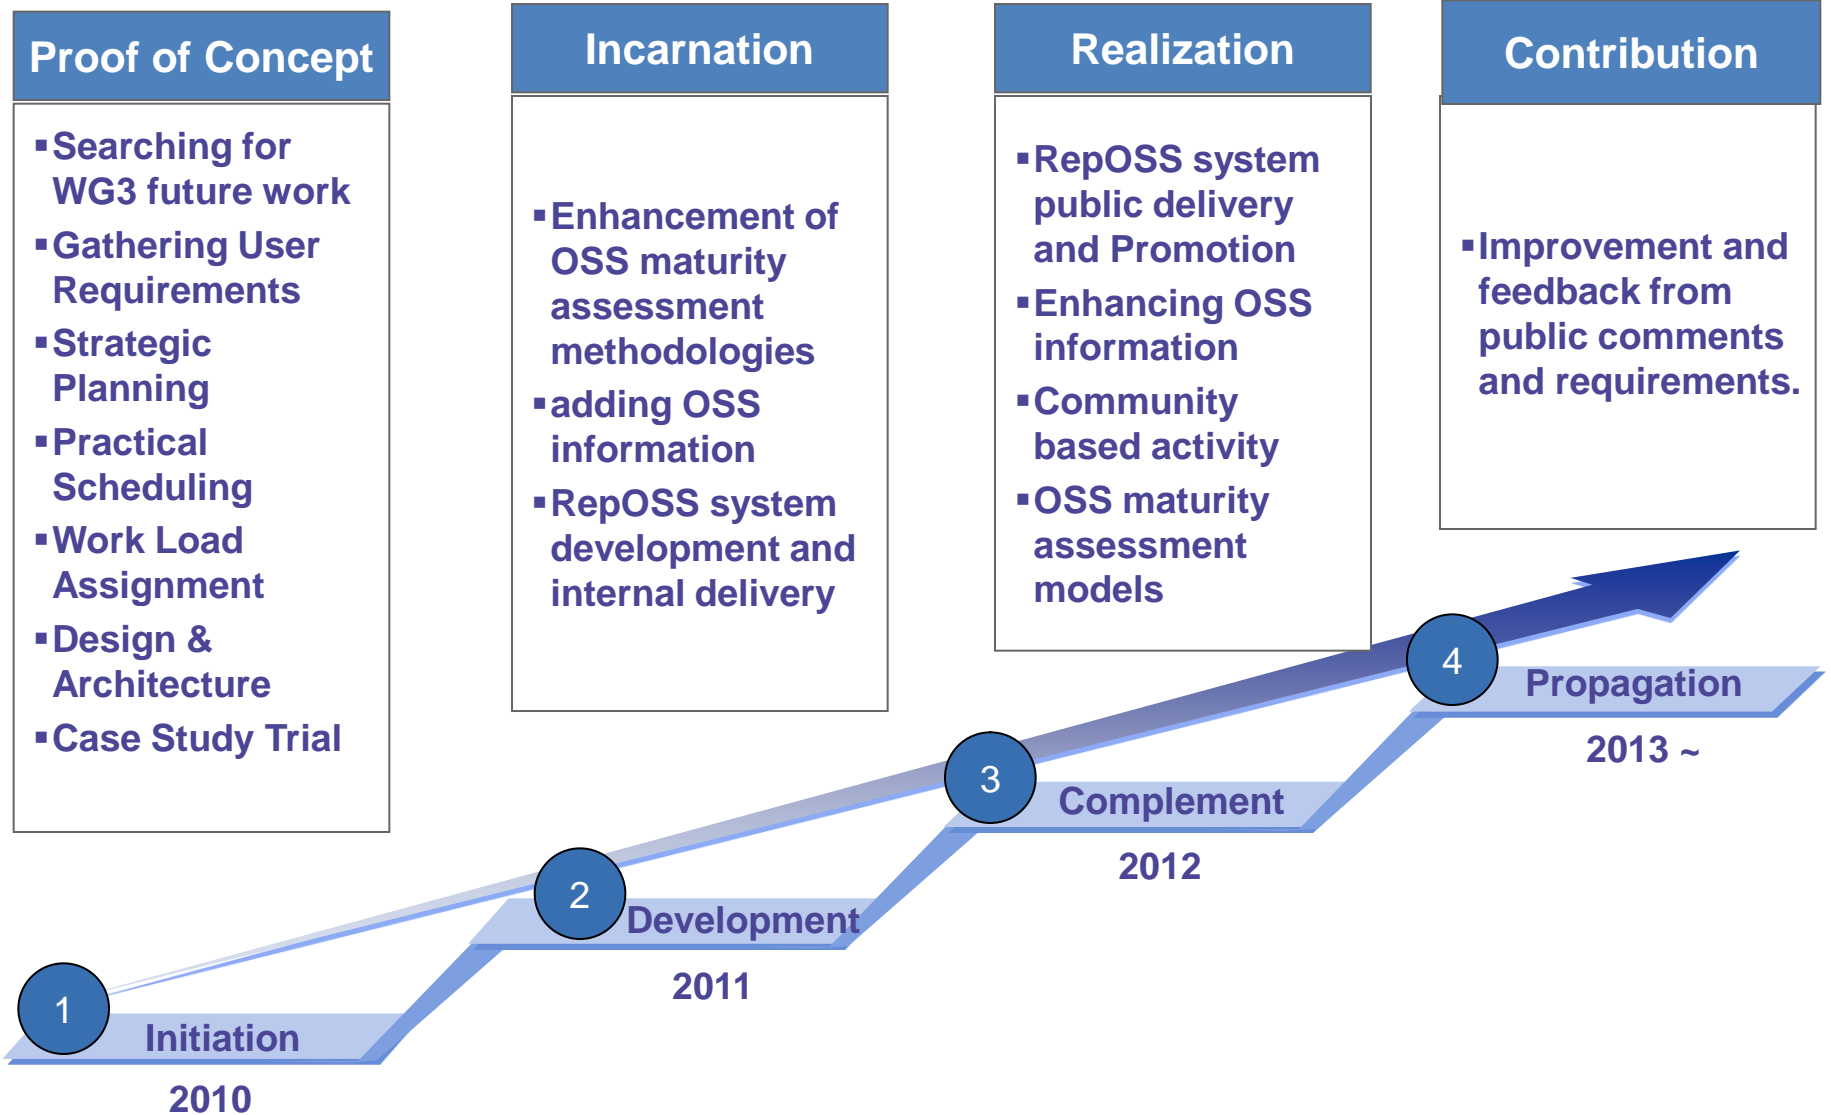 Proof of Concept
▪Searching for
WG3 future work
▪Gathering User
Requirements
▪Strategic
Planning
▪Practical
Scheduling
▪Work Load
Assignment
▪Design &
Architecture
▪Case Study Trial
Incarnation
▪Enhancement of
OSS maturity
assessment
methodologies
▪adding OSS
information
▪RepOSS system
development and
internal delivery
Realization
▪RepOSS system
public delivery
and Promotion
▪Enhancing OSS
information
▪Community
based activity
▪OSS maturity
assessment
models
Contribution
▪Improvement and
feedback from
public comments
and requirements.
1
Initiation
2010
2
Development
2011
3
Complement
2012
4
Propagation
2013 ~